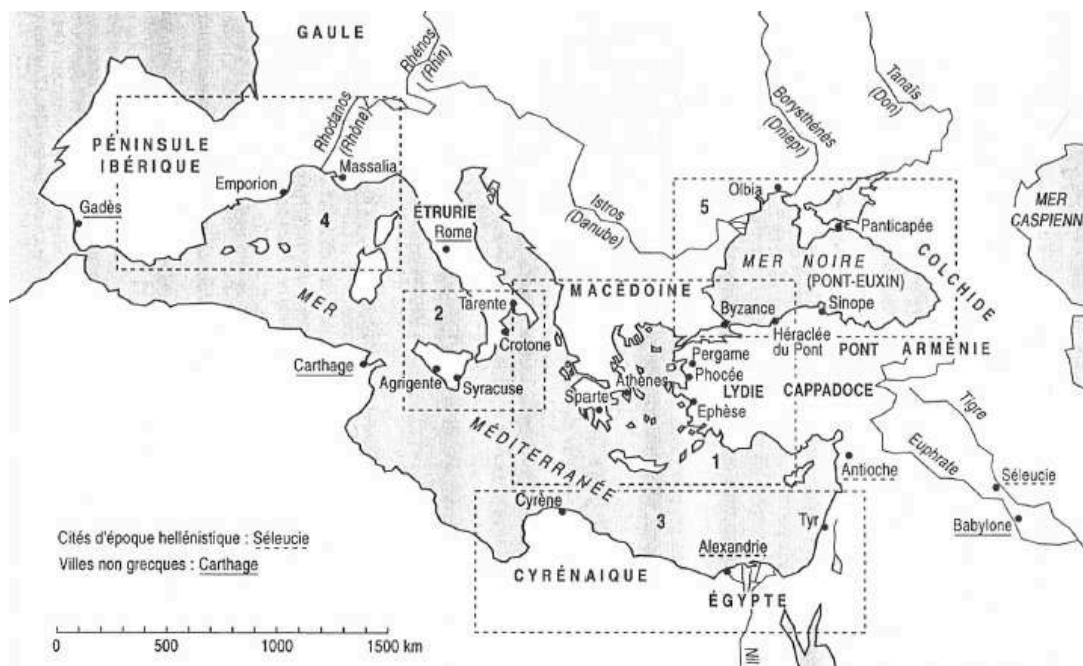 GAULE
Rhénos
(Rhin)
Rhodanos
(Rhône)
Tanaïs
(Don)
Borysthénès
(Dniepr)
PÉNINSULE
IBÉRIQUE
Massalia
Emporion
Gadès
4
ÉTRURIE
Rome
Istros
(Danube)
5
Olbia
Panticapée
MER
CASPIENNE
COLCHIDE
MER NOIRE
(PONT-EUXIN)
Sinope
MACÉDOINE
Byzance
Héraclée
du Pont
PONT
ARMÉNIE
MER
2
Tarente
Crotone
Carthage
Agrigente
Syracuse
Pergame
Phocée
Athènes
LYDIE
CAPPADOCE
Sparte
Ephèse
Tigre
Euphrate
MÉDITERRANÉE
1
Antioche
Séleucie
Babylone
Cyrène
3
Tyr
Alexandrie
CYRÉNAIQUE
ÉGYPTE
Nil
Cités d'époque hellénistique : Séleucie
Villes non grecques : Carthage
0 500 1000 1500 km